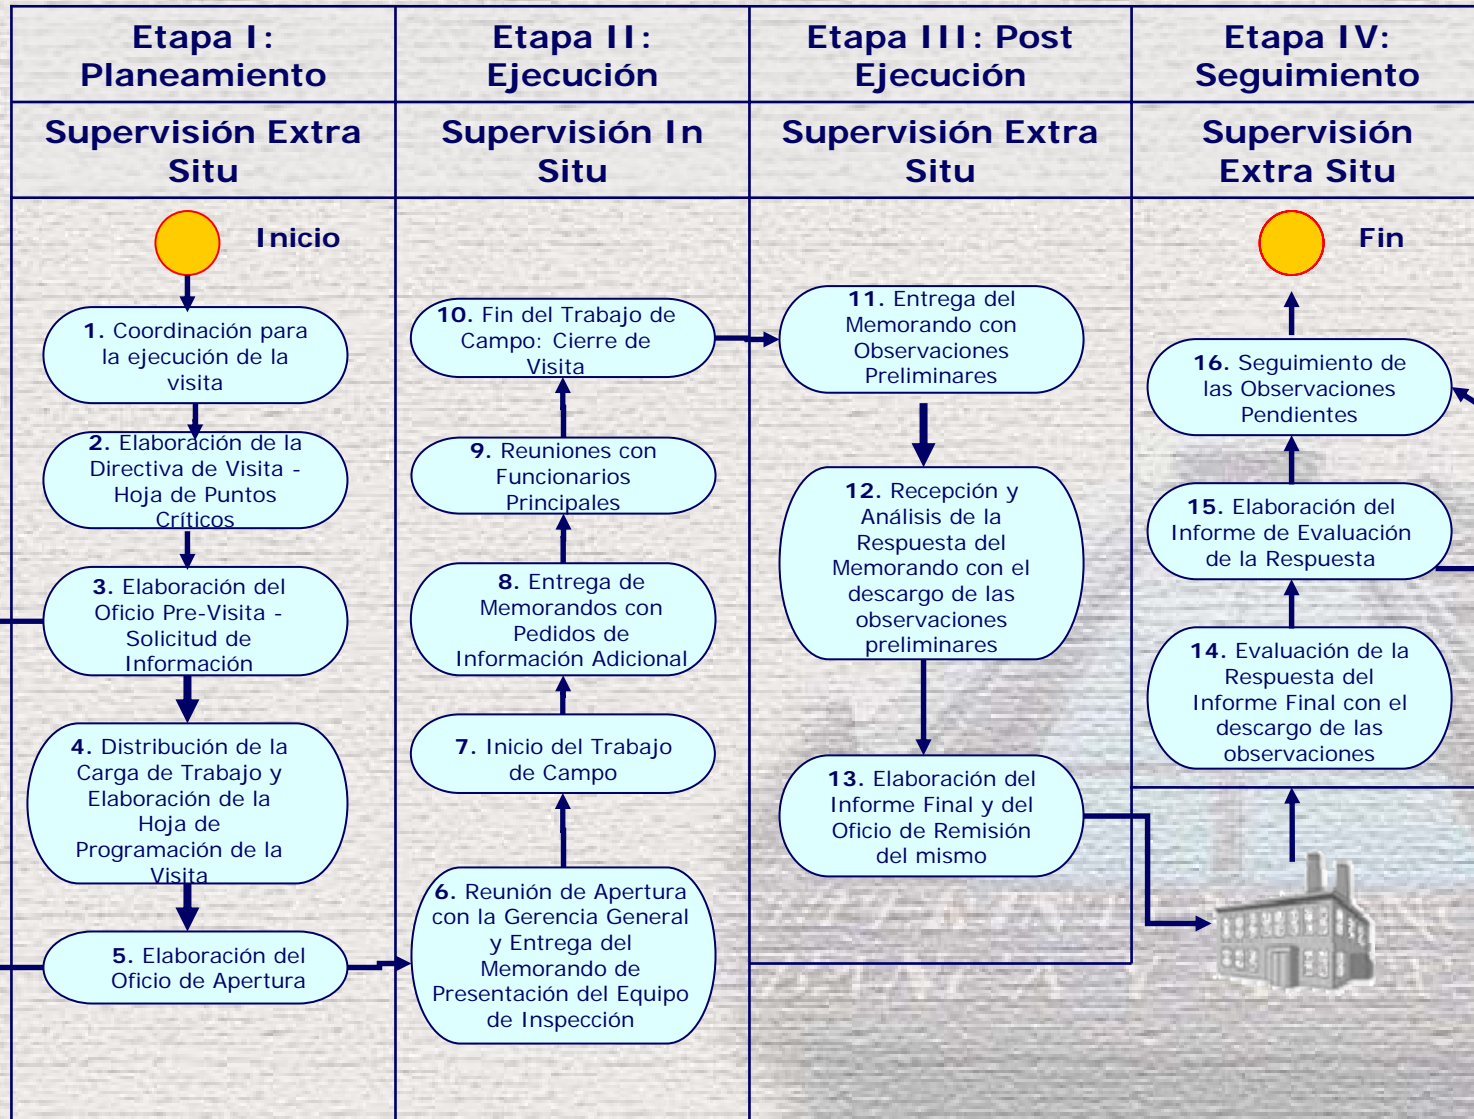 Etapa I:
Planeamiento
Supervisión Extra
Situ
Inicio
1. Coordinación para
la ejecución de la
visita
2. Elaboración de la
Directiva de Visita -
Hoja de Puntos
Críticos
3. Elaboración del
Oficio Pre-Visita -
Solicitud de
Información
4. Distribución de la
Carga de Trabajo y
Elaboración de la
Hoja de
Programación de la
Visita
5. Elaboración del
Oficio de Apertura
Etapa II:
Ejecución
Supervisión In
Situ
10. Fin del Trabajo de
Campo: Cierre de
Visita
9. Reuniones con
Funcionarios
Principales
8. Entrega de
Memorandos con
Pedidos de
Información Adicional
7. Inicio del Trabajo
de Campo
6. Reunión de Apertura
con la Gerencia General
y Entrega del
Memorando de
Presentación del Equipo
de Inspección
Etapa III: Post
Ejecución
Supervisión Extra
Situ
11. Entrega del
Memorando con
Observaciones
Preliminares
12. Recepción y
Análisis de la
Respuesta del
Memorando con el
descargo de las
observaciones
preliminares
13. Elaboración del
Informe Final y del
Oficio de Remisión
del mismo
Etapa IV:
Seguimiento
Supervisión
Extra Situ
Fin
16. Seguimiento de
las Observaciones
Pendientes
15. Elaboración del
Informe de Evaluación
de la Respuesta
14. Evaluación de la
Respuesta del
Informe Final con el
descargo de las
observaciones